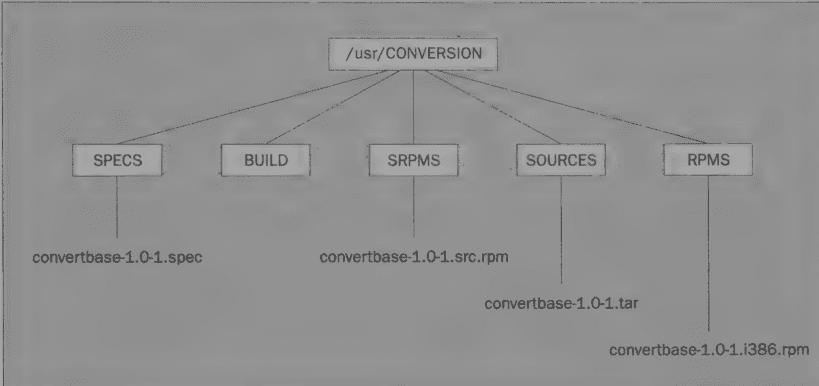 /usr/CONVERSION
SPECS
BUILD
SRPMS
SOURCES
RPMS
convertbase-1.0-1.spec
convertbase-1.0-1.src.rpm
convertbase-1.0-1.tar
convertbase-1.0-1.i386.rpm